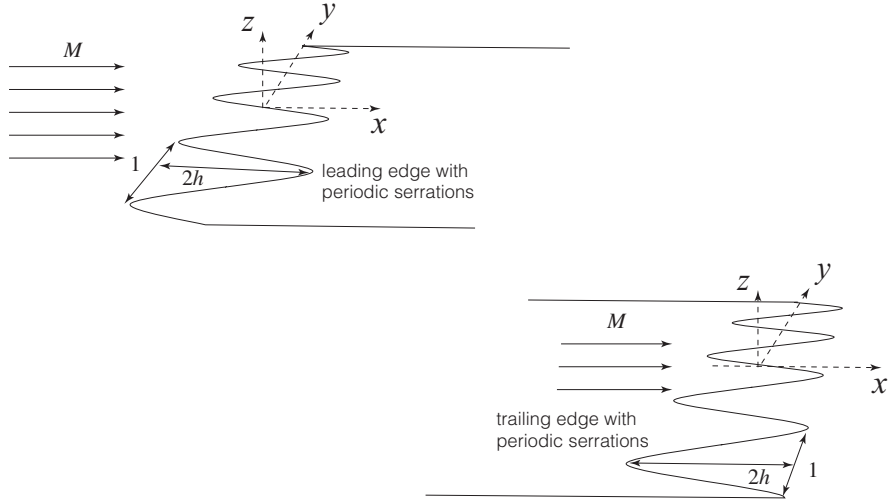 z
y
M
x
1
2h
leading edge with
periodic serrations
z
y
M
x
trailing edge with
periodic serrations
2h
1